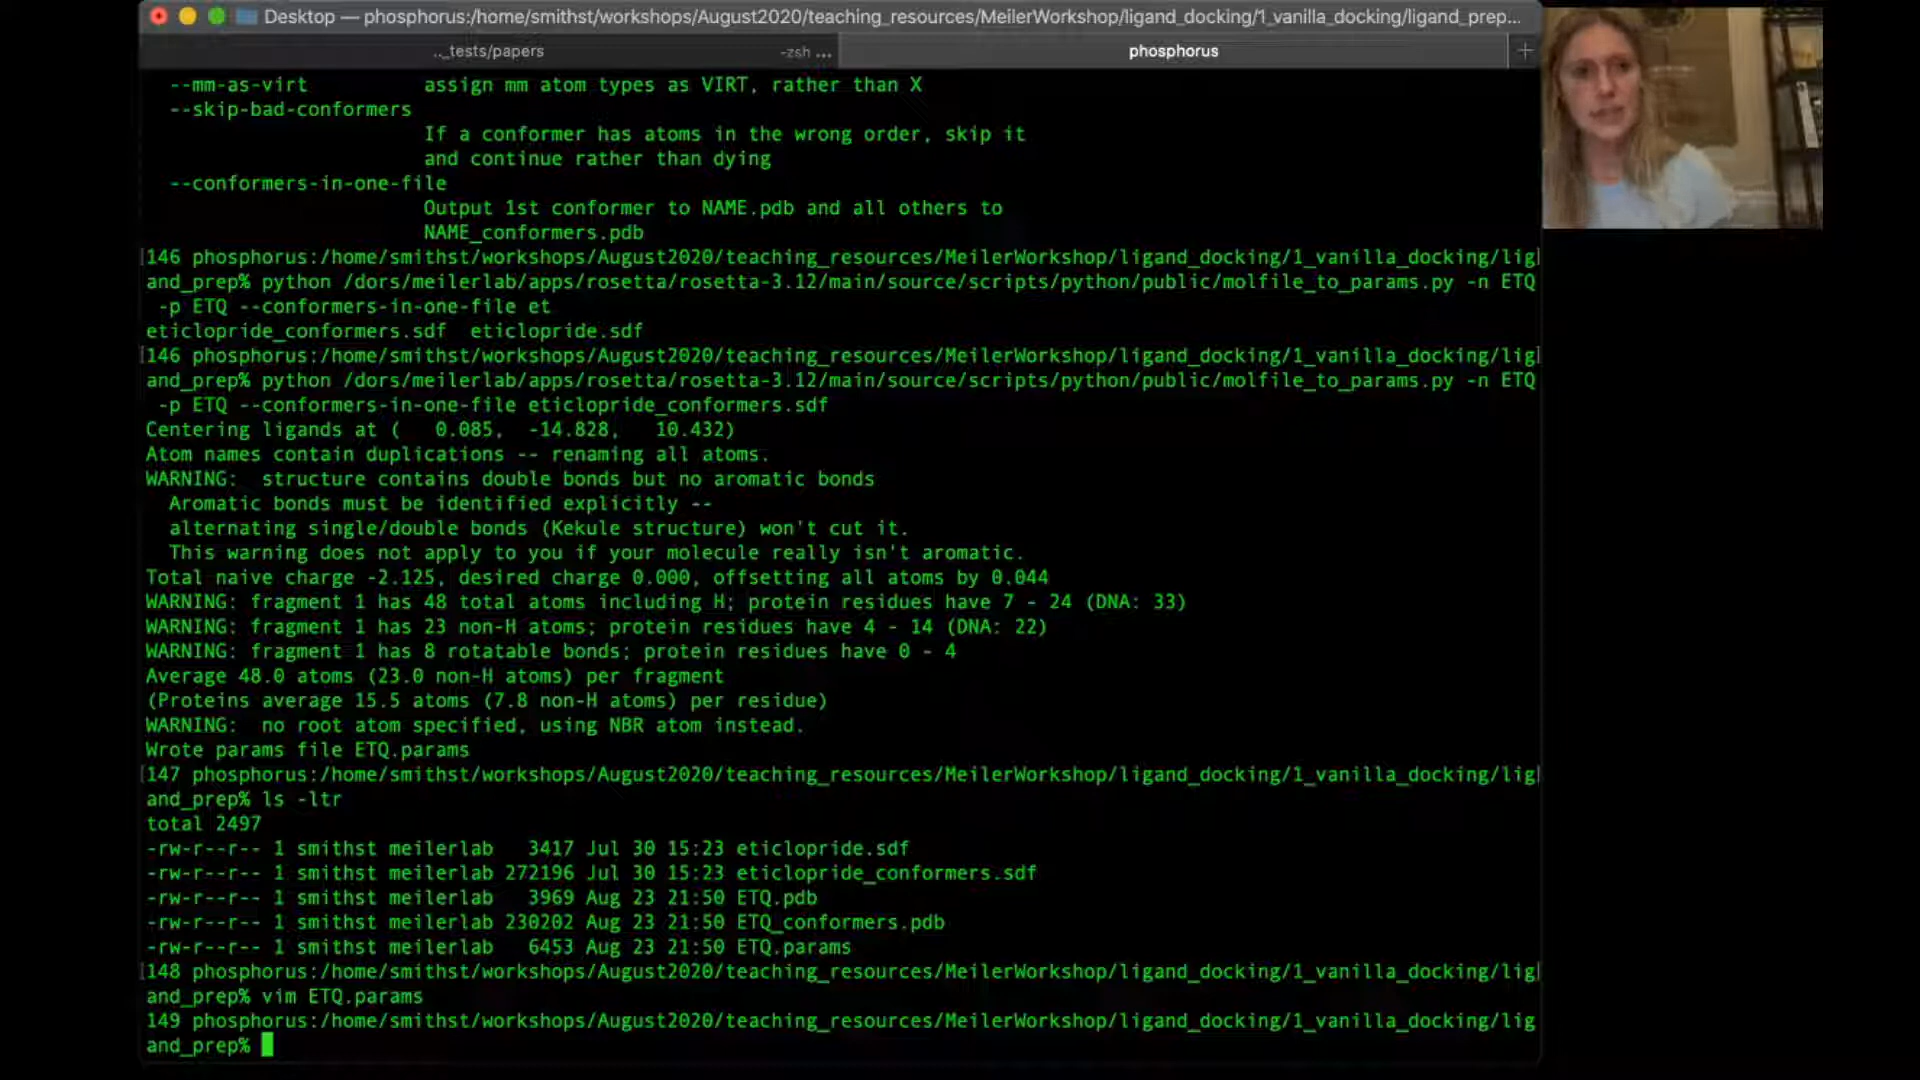 Desktop — phosphorus:/home/smithst/workshops/August2020/teaching_resources/MeilerWorkshop/ligand_docking/1_vanilla_docking/ligand_prep...
.._tests/papers -zsh ... phosphorus +
--mm-as-virt assign mm atom types as VIRT, rather than X
--skip-bad-conformers
If a conformer has atoms in the wrong order, skip it
and continue rather than dying
--conformers-in-one-file
Output 1st conformer to NAME.pdb and all others to
NAME_conformers.pdb
[146 phosphorus:/home/smithst/workshops/August2020/teaching_resources/MeilerWorkshop/ligand_docking/1_vanilla_docking/lig]
and_prep% python /dors/meilerlab/apps/rosetta/rosetta-3.12/main/source/scripts/python/public/molfile_to_params.py -n ETQ
-p ETQ --conformers-in-one-file et
eticlopride_conformers.sdf eticlopride.sdf
[146 phosphorus:/home/smithst/workshops/August2020/teaching_resources/MeilerWorkshop/ligand_docking/1_vanilla_docking/lig]
and_prep% python /dors/meilerlab/apps/rosetta/rosetta-3.12/main/source/scripts/python/public/molfile_to_params.py -n ETQ
-p ETQ --conformers-in-one-file eticlopride_conformers.sdf
Centering ligands at ( 0.085, -14.828, 10.432)
Atom names contain duplications -- renaming all atoms.
WARNING: structure contains double bonds but no aromatic bonds
Aromatic bonds must be identified explicitly --
alternating single/double bonds (Kekule structure) won't cut it.
This warning does not apply to you if your molecule really isn't aromatic.
Total naive charge -2.125, desired charge 0.000, offsetting all atoms by 0.044
WARNING: fragment 1 has 48 total atoms including H; protein residues have 7 - 24 (DNA: 33)
WARNING: fragment 1 has 23 non-H atoms; protein residues have 4 - 14 (DNA: 22)
WARNING: fragment 1 has 8 rotatable bonds; protein residues have 0 - 4
Average 48.0 atoms (23.0 non-H atoms) per fragment
(Proteins average 15.5 atoms (7.8 non-H atoms) per residue)
WARNING: no root atom specified, using NBR atom instead.
Wrote params file ETQ.params
[147 phosphorus:/home/smithst/workshops/August2020/teaching_resources/MeilerWorkshop/ligand_docking/1_vanilla_docking/lig]
and_prep% ls -ltr
total 2497
-rw-r--r-- 1 smithst meilerlab 3417 Jul 30 15:23 eticlopride.sdf
-rw-r--r-- 1 smithst meilerlab 272196 Jul 30 15:23 eticlopride_conformers.sdf
-rw-r--r-- 1 smithst meilerlab 3969 Aug 23 21:50 ETQ.pdb
-rw-r--r-- 1 smithst meilerlab 230202 Aug 23 21:50 ETQ_conformers.pdb
-rw-r--r-- 1 smithst meilerlab 6453 Aug 23 21:50 ETQ.params
[148 phosphorus:/home/smithst/workshops/August2020/teaching_resources/MeilerWorkshop/ligand_docking/1_vanilla_docking/lig]
and_prep% vim ETQ.params
149 phosphorus:/home/smithst/workshops/August2020/teaching_resources/MeilerWorkshop/ligand_docking/1_vanilla_docking/lig
and_prep%